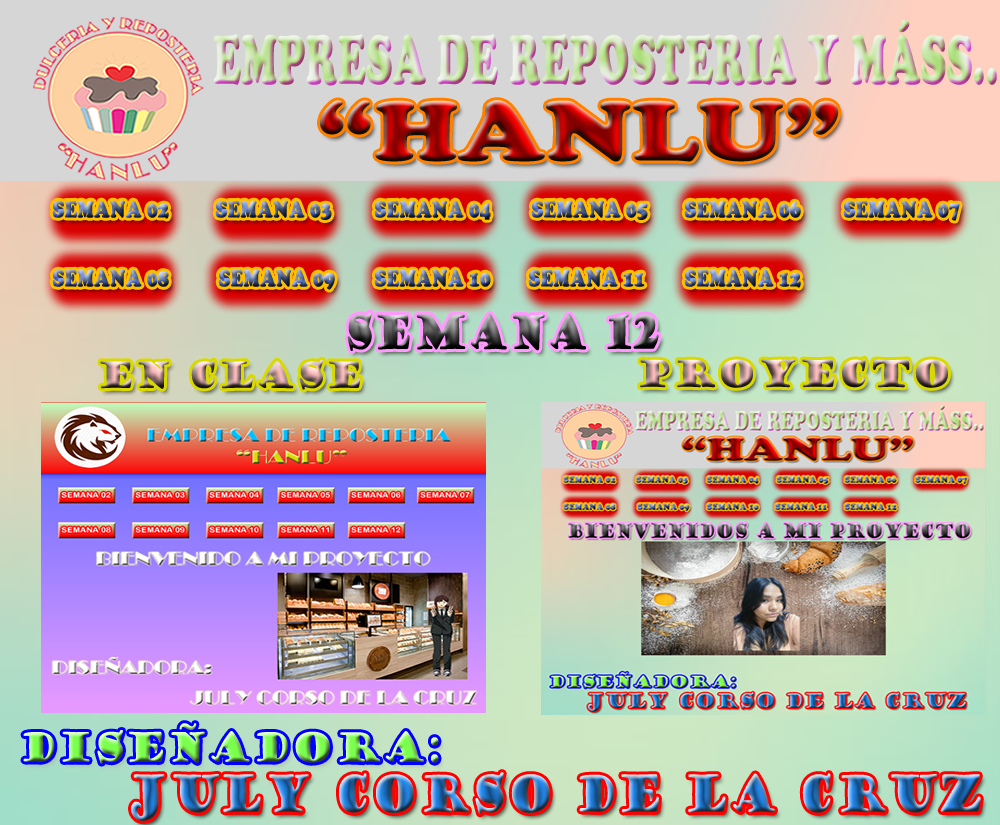 DULCERIA Y REPOSTERIA
"HANLU"
EMPRESA DE REPOSTERIA Y MÁSS..
“HANLU”
SEMANA 02 SEMANA 03 SEMANA 04 SEMANA 05 SEMANA 06 SEMANA 07
SEMANA 08 SEMANA 09 SEMANA 10 SEMANA 11 SEMANA 12
SEMANA 12
EN CLASE
EMPRESA DE REPOSTERIA
“HANLU”
SEMANA 02 SEMANA 03 SEMANA 04 SEMANA 05 SEMANA 06 SEMANA 07
SEMANA 08 SEMANA 09 SEMANA 10 SEMANA 11 SEMANA 12
BIENVENIDO A MI PROYECTO
DISEÑADORA:
JULY CORSO DE LA CRUZ
PROYECTO
DULCERIA Y REPOSTERIA
"HANLU"
EMPRESA DE REPOSTERIA Y MÁSS..
“HANLU”
SEMANA 02 SEMANA 03 SEMANA 04 SEMANA 05 SEMANA 06 SEMANA 07
SEMANA 08 SEMANA 09 SEMANA 10 SEMANA 11 SEMANA 12
BIENVENIDOS A MI PROYECTO
DISEÑADORA:
JULY CORSO DE LA CRUZ
DISEÑADORA:
JULY CORSO DE LA CRUZ